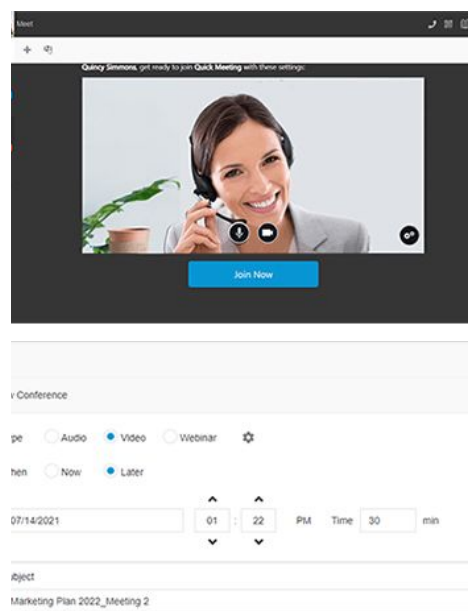 Meet
Quincy Simmons, get ready to join Quick Meeting with these settings:
Join Now
Conference
Audio Video Webinar
Now Later
07/14/2021 01 : 22 PM Time 30 min
Marketing Plan 2022_Meeting 2